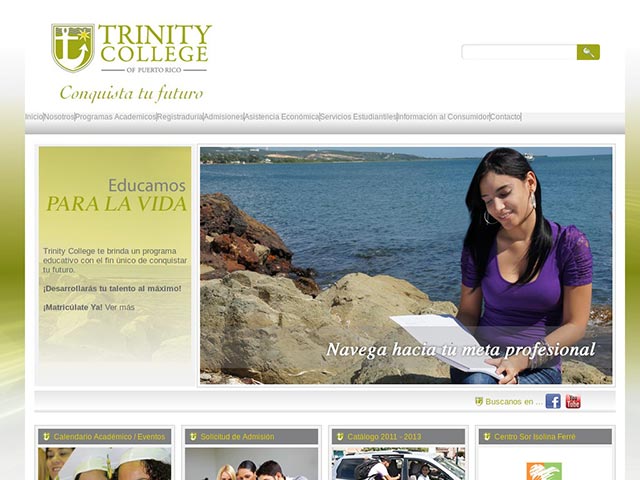 TRINITY
COLLEGE
OF PUERTO RICO
Conquista tu futuro
Inicio Nosotros Programas Academicos Registraduría Admisiones Asistencia Económica Servicios Estudiantiles Información al Consumidor Contacto
Educamos
PARA LA VIDA
Trinity College te brinda un programa
educativo con el fin único de conquistar
tu futuro.
¡Desarrollarás tu talento al máximo!
¡Matricúlate Ya! Ver más
Navega hacia tu meta profesional
Buscanos en ...
You Tube
Calendario Académico / Eventos
Solicitud de Admisión
Catálogo 2011 - 2013
Centro Sor Isolina Ferré